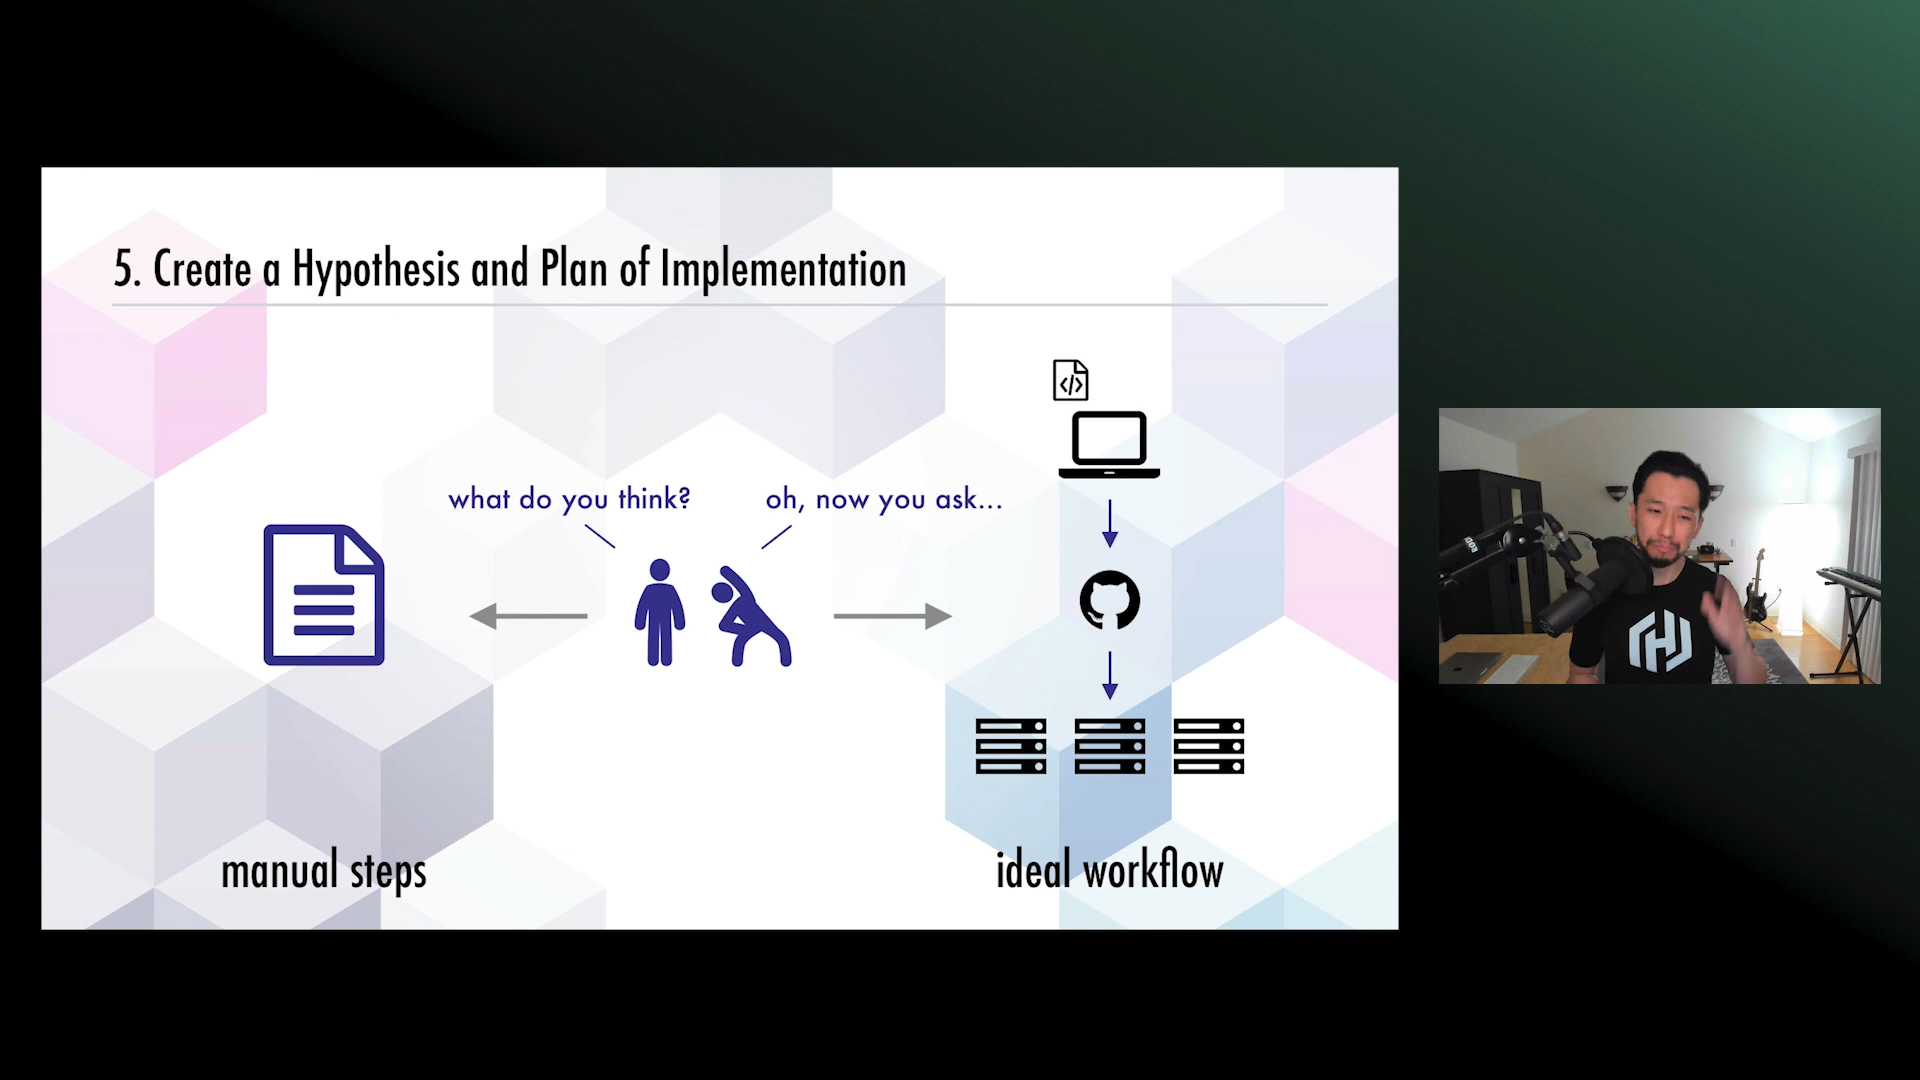 5. Create a Hypothesis and Plan of Implementation
what do you think?
oh, now you ask...
manual steps
ideal workflow
RODE